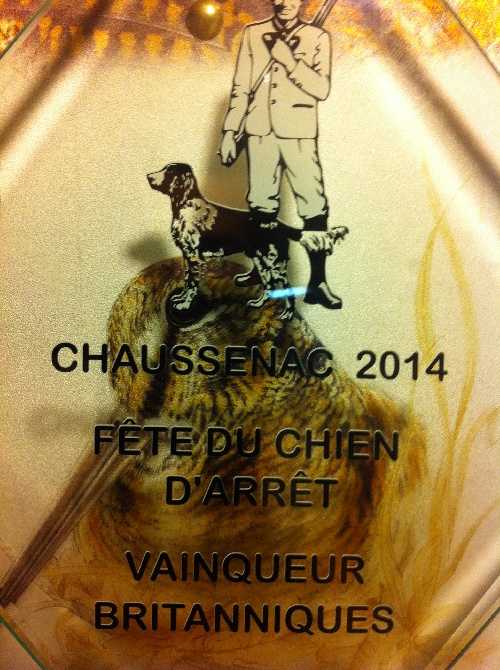 CHAUSSENAC 2014
FÊTE DU CHIEN
D'ARRÊT
VAINQUEUR
BRITANNIQUES